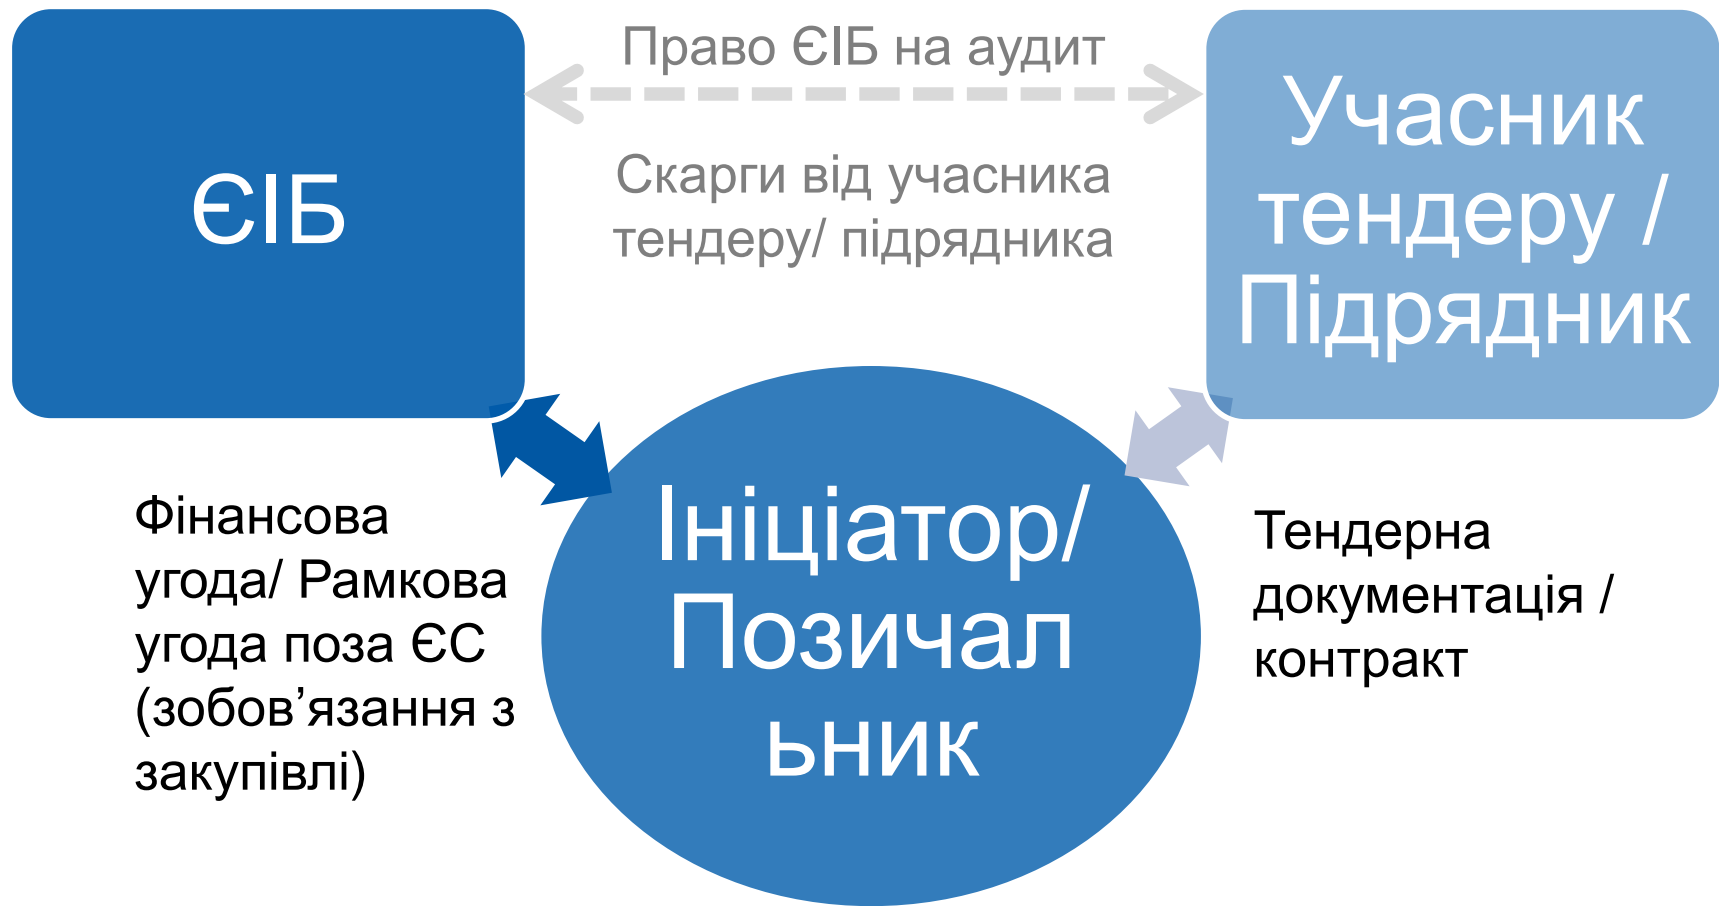 ЄІБ
Право ЄІБ на аудит
Скарги від учасника
тендеру/ підрядника
Учасник
тендеру /
Підрядник
Фінансова
угода/ Рамкова
угода поза ЄС
(зобов’язання з
закупівлі)
Ініціатор/
Позичал
ьник
Тендерна
документація /
контракт